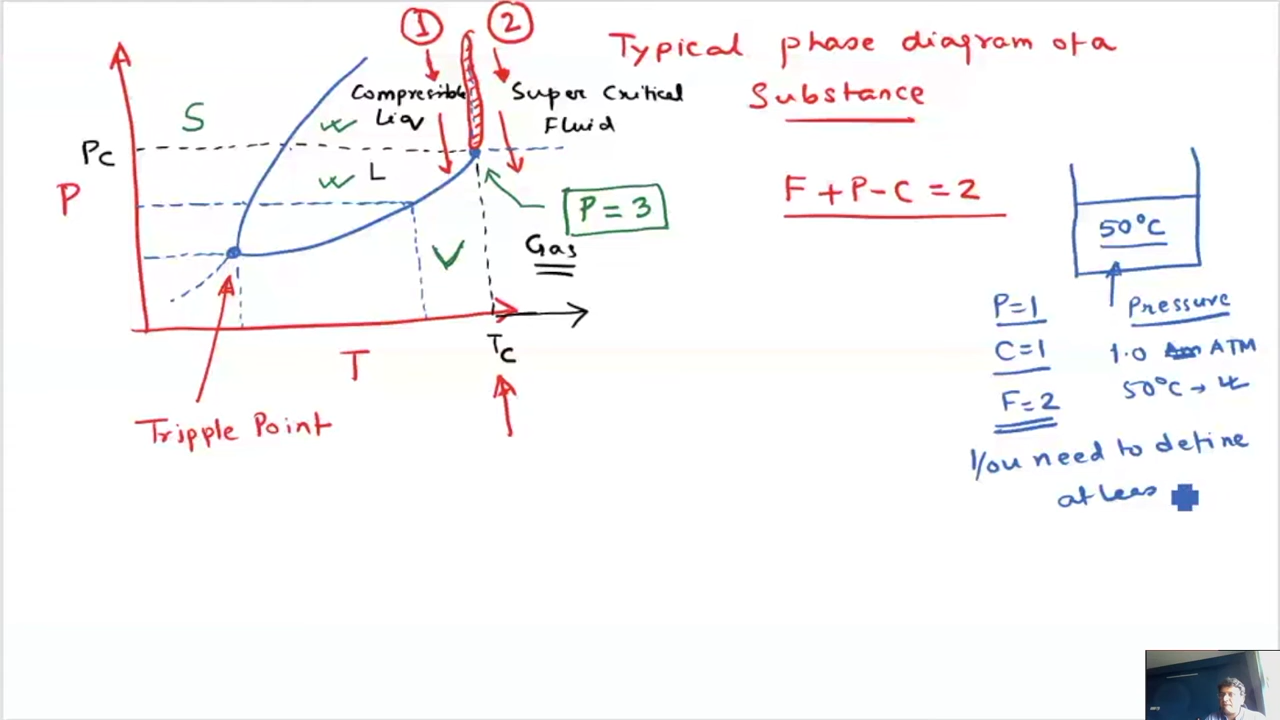 1
2
Typical phase diagram of a
Substance
Compressible
Liq
Super Critical
Fluid
S
Pc
L
P
P = 3
F + P - C = 2
50°C
V
Gas
P=1
Pressure
C=1
1.0 ATM
50°C →
F=2
Tc
T
Tripple Point
You need to define
at leas